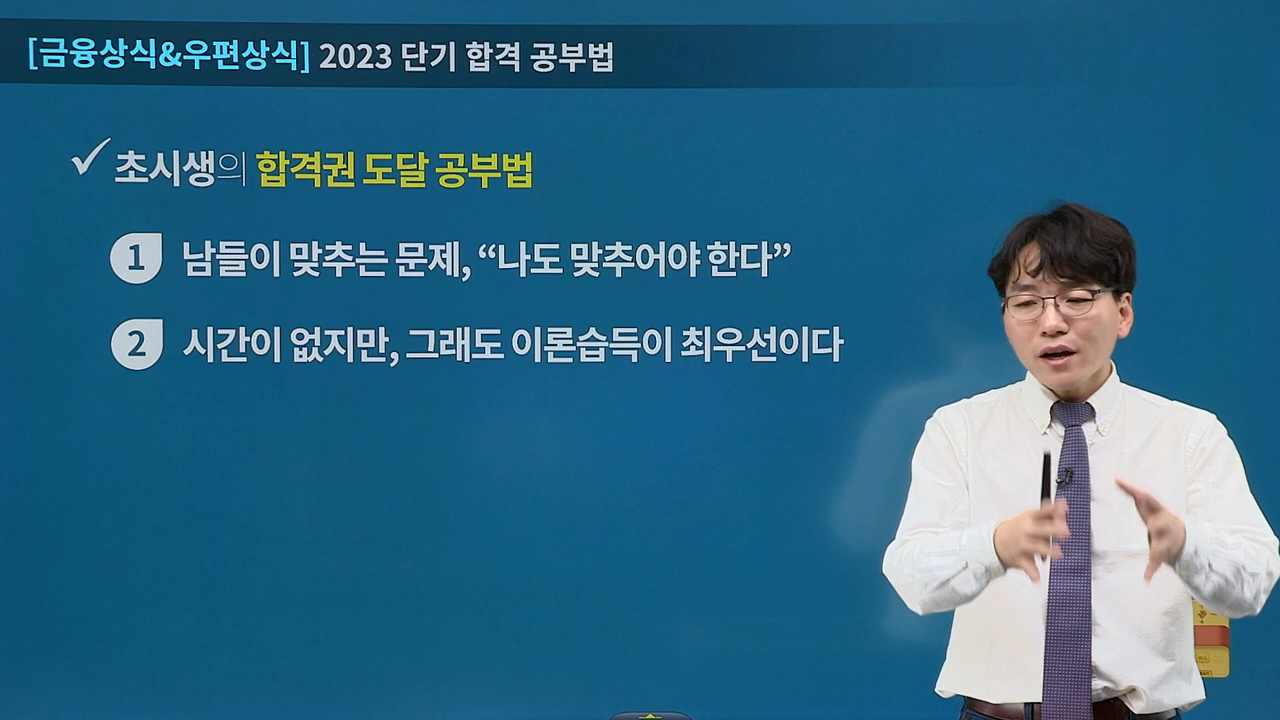 [금융상식&우편상식] 2023 단기 합격 공부법
초시생의 합격권 도달 공부법
1 남들이 맞추는 문제, “나도 맞추어야 한다”
2 시간이 없지만, 그래도 이론습득이 최우선이다